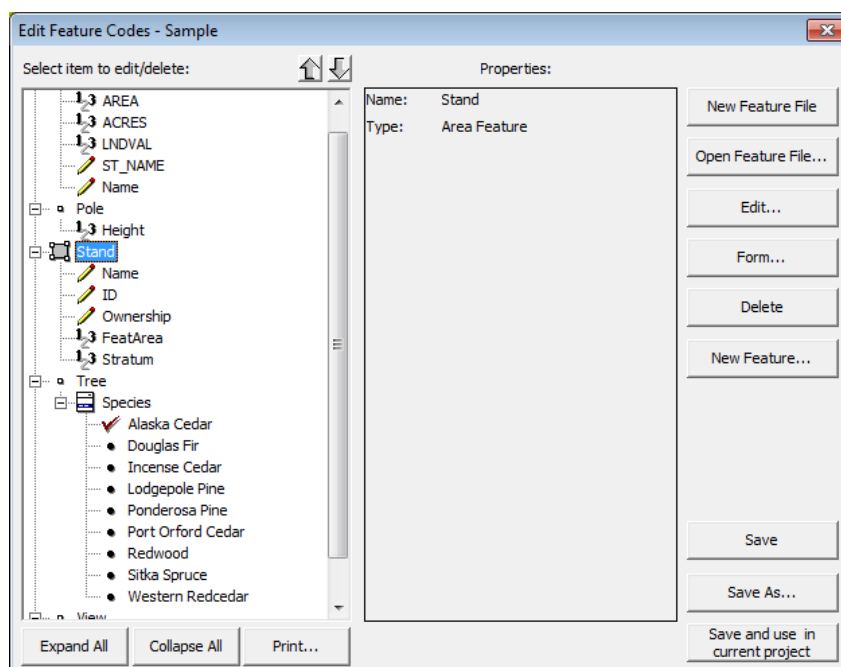 Edit Feature Codes - Sample
Select item to edit/delete:
Properties:
AREA
ACRES
LNDVAL
ST_NAME
Name
Pole
Height
Stand
Name
ID
Ownership
FeatArea
Stratum
Tree
Species
Alaska Cedar
Douglas Fir
Incense Cedar
Lodgepole Pine
Ponderosa Pine
Port Orford Cedar
Redwood
Sitka Spruce
Western Redcedar
View
Name: Stand
Type: Area Feature
New Feature File
Open Feature File...
Edit...
Form...
Delete
New Feature...
Save
Save As...
Save and use in
current project
Expand All
Collapse All
Print...